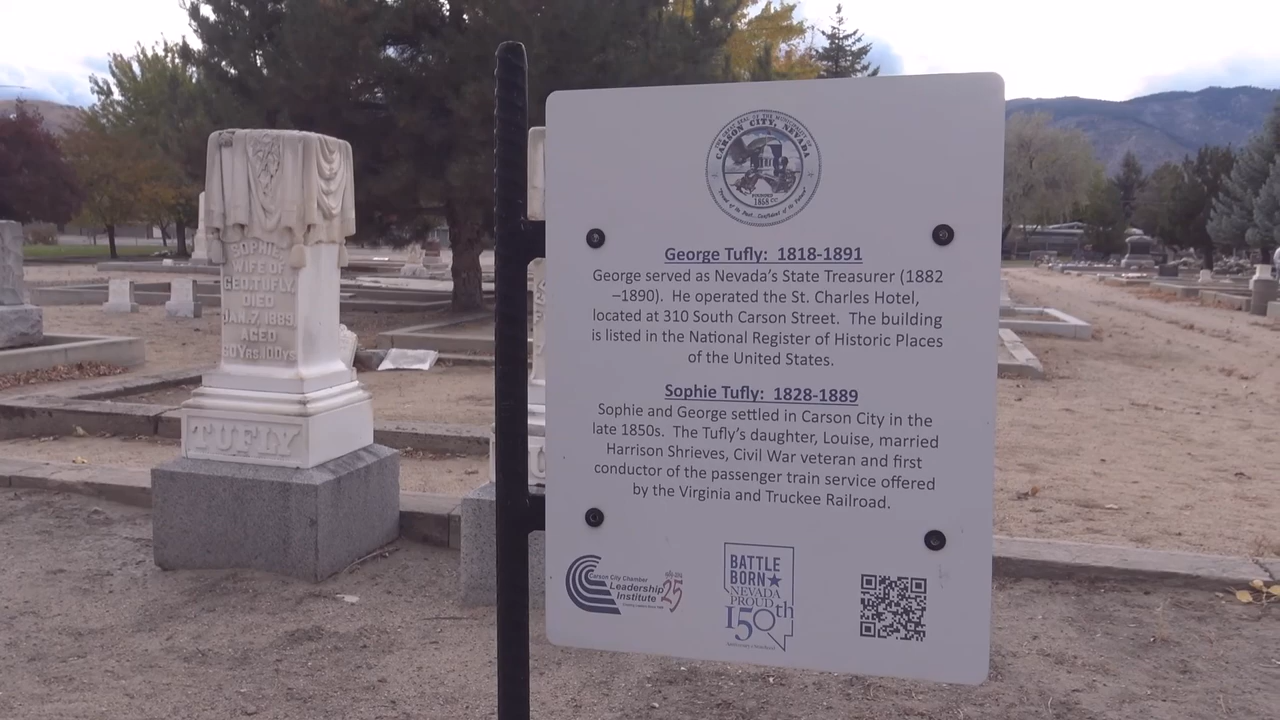 SOPHIE
WIFE OF
GEO. TUFLY.
DIED
JAN. 7, 1889.
AGED
60 Yrs 10 Dys
TUFLY
CARSON CITY, NEVADA
FOUNDED
1858
George Tufly: 1818-1891
George served as Nevada's State Treasurer (1882
–1890). He operated the St. Charles Hotel,
located at 310 South Carson Street. The building
is listed in the National Register of Historic Places
of the United States.
Sophie Tufly: 1828-1889
Sophie and George settled in Carson City in the
late 1850s. The Tufly's daughter, Louise, married
Harrison Shrieves, Civil War veteran and first
conductor of the passenger train service offered
by the Virginia and Truckee Railroad.
Carson City Chamber
Leadership
Institute
25
BATTLE
BORN★
NEVADA
PROUD
150th